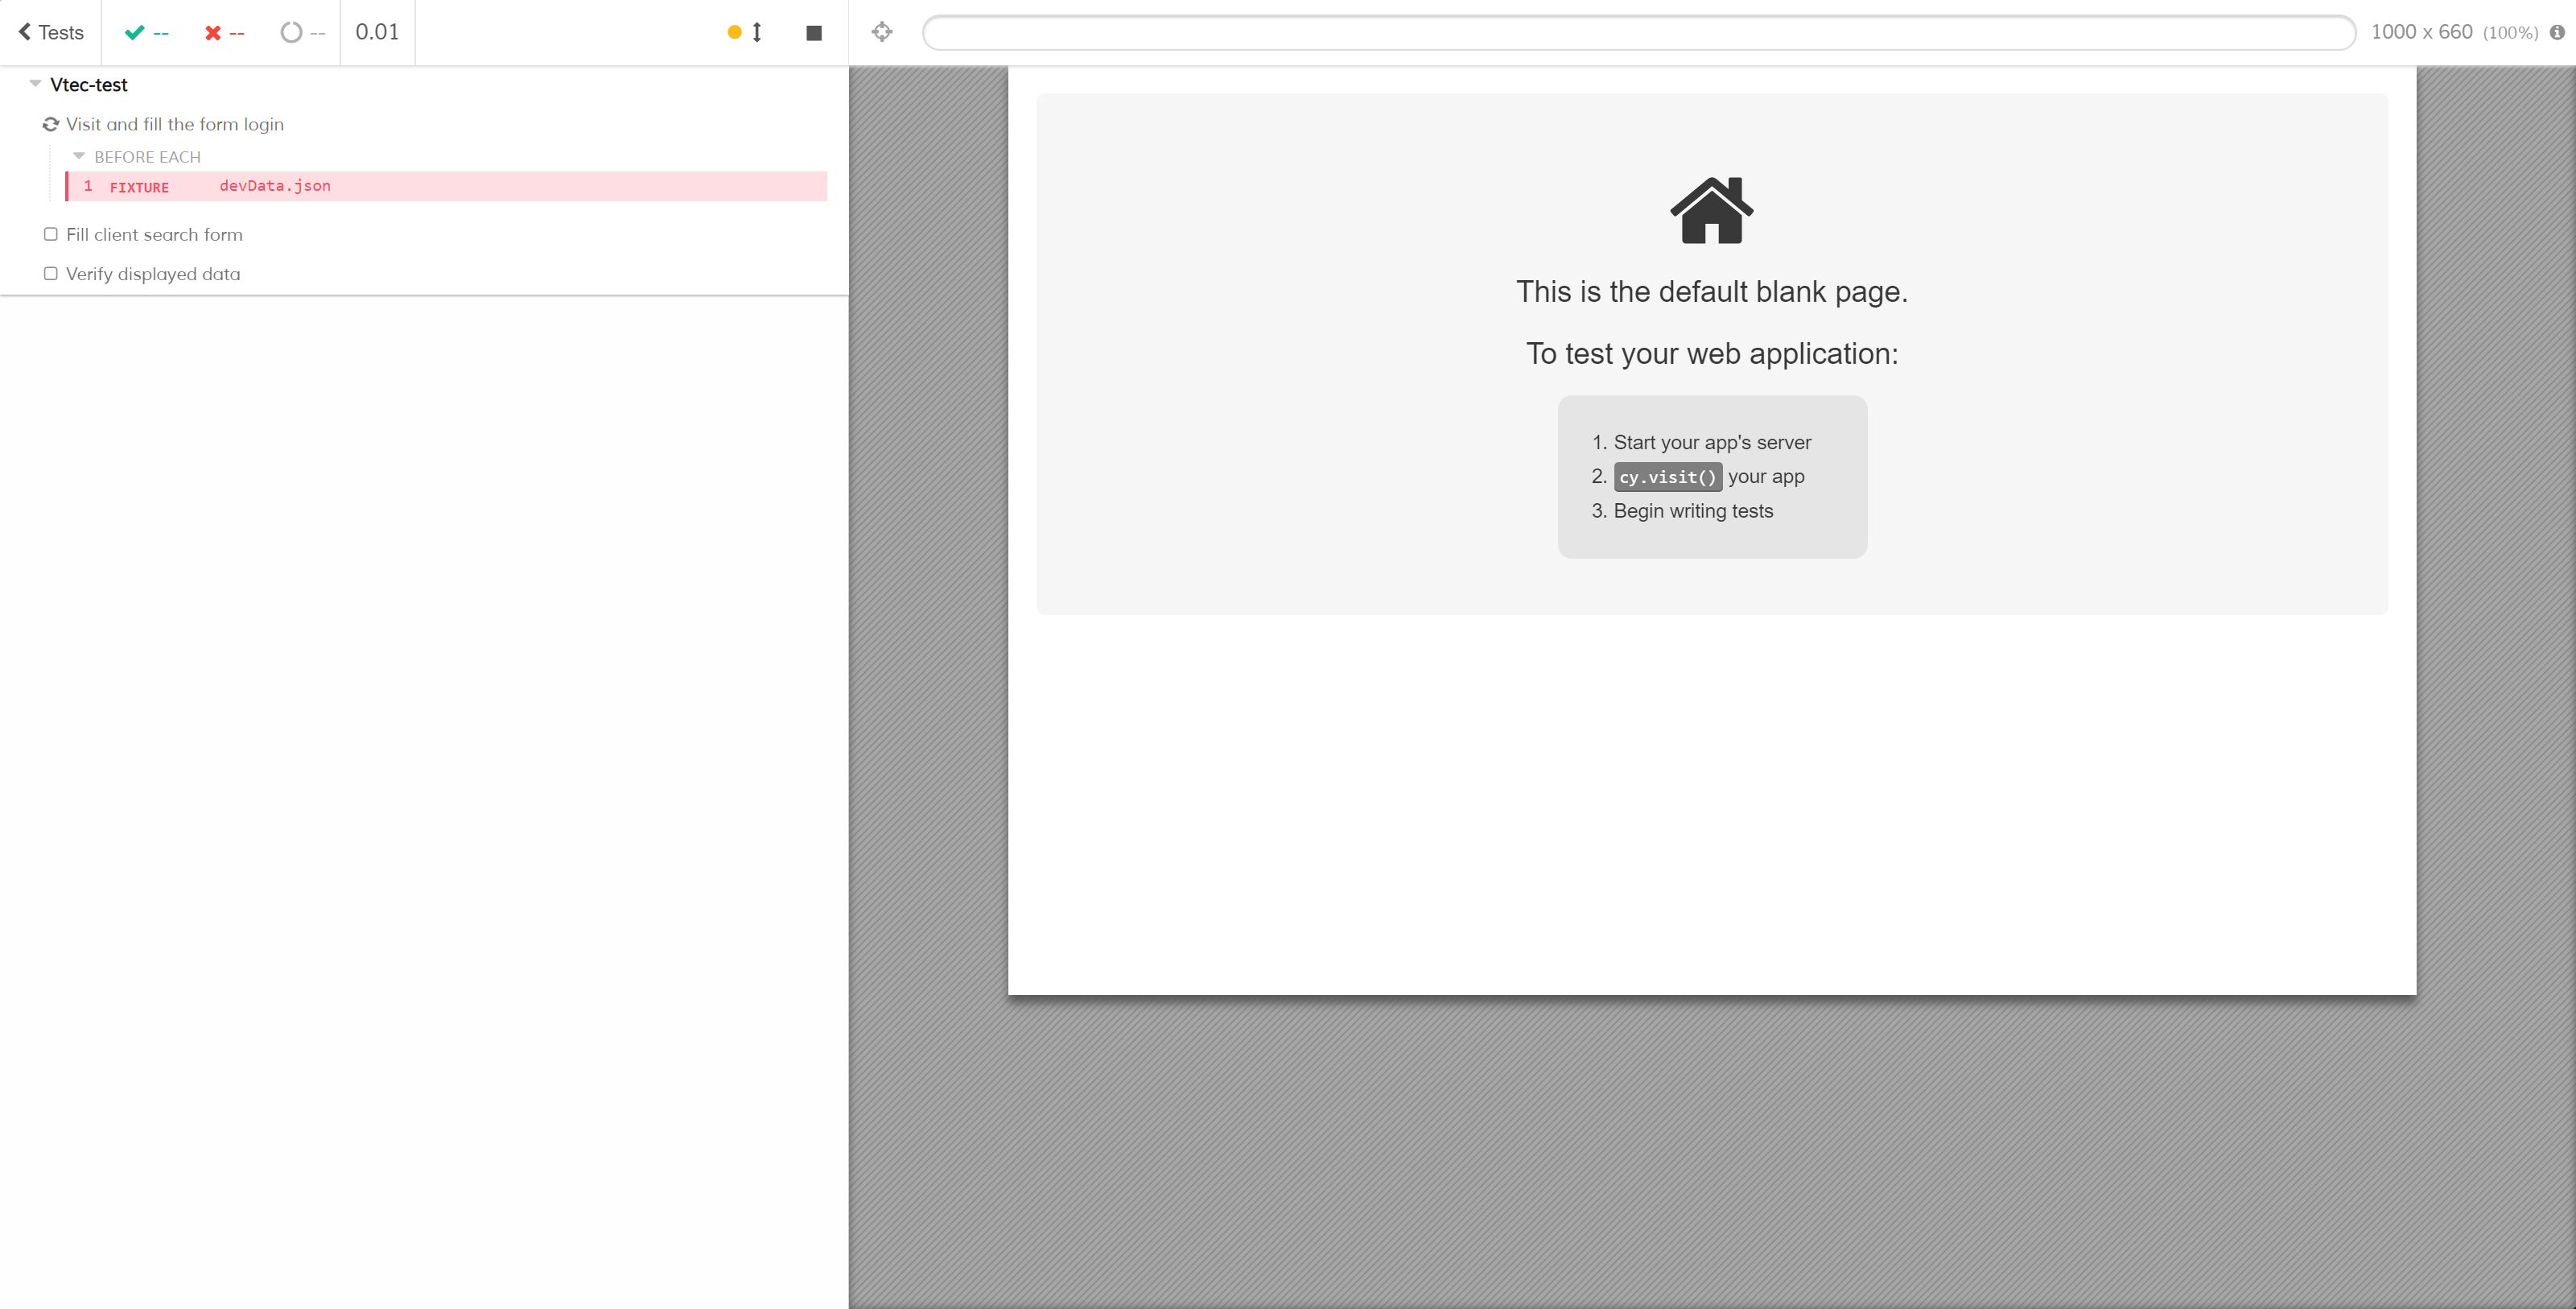 Tests -- -- -- 0.01
1000 x 660 (100%)
Vtec-test
Visit and fill the form login
BEFORE EACH
1 FIXTURE devData.json
Fill client search form
Verify displayed data
This is the default blank page.
To test your web application:
1. Start your app's server
2. cy.visit() your app
3. Begin writing tests